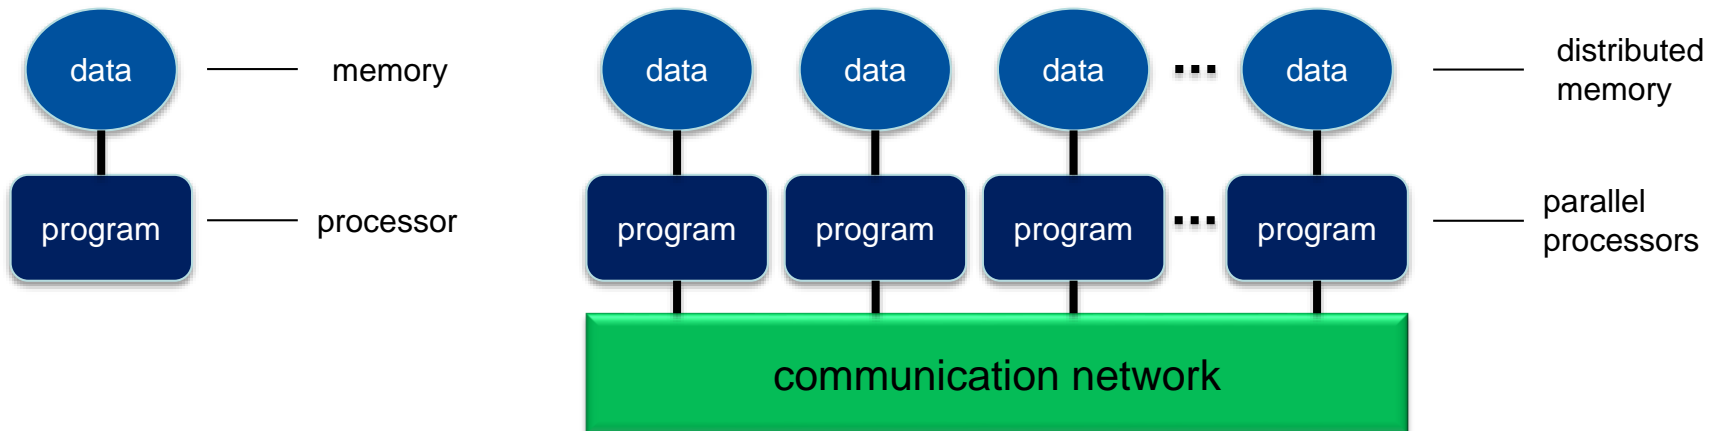 data
memory
program
processor
data data data ... data
distributed
memory
program program program ... program
parallel
processors
communication network